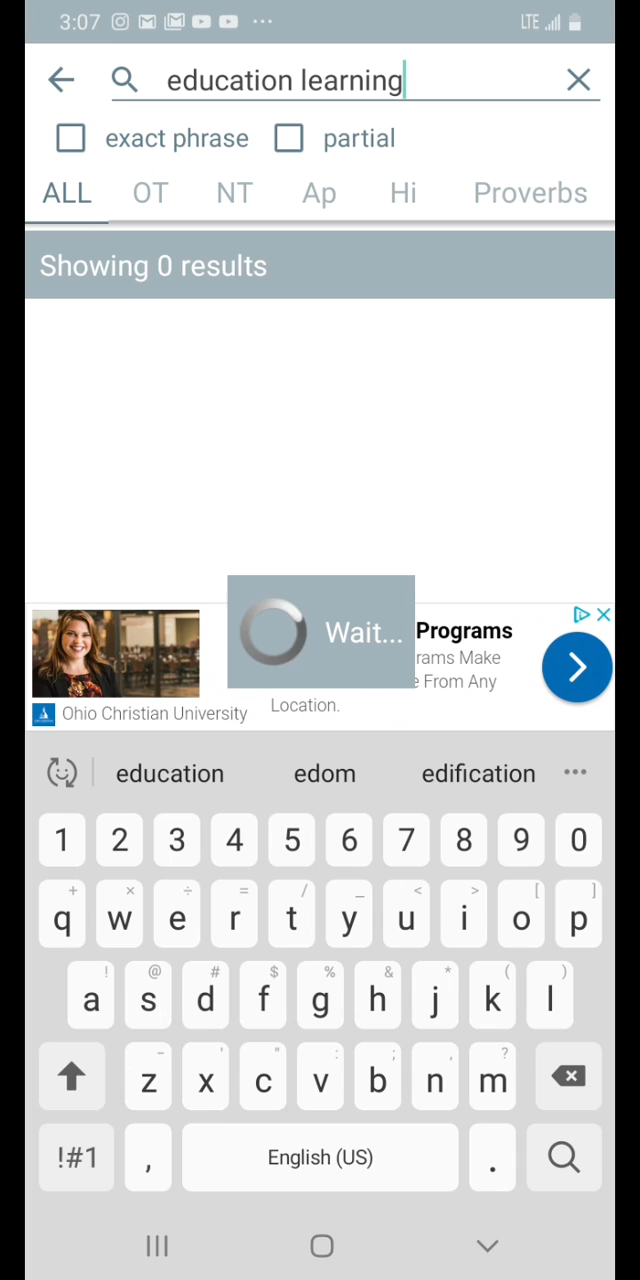 3:07 LTE
education learning
exact phrase partial
ALL OT NT Ap Hi Proverbs
Showing 0 results
Wait...
Programs
rams Make
From Any
Location.
Ohio Christian University
education edom edification
1 2 3 4 5 6 7 8 9 0
+ × ÷ = / _ < > [ ]
q w e r t y u i o p
! @ # $ % & * ( )
a s d f g h j k l
- ' " : ; , ?
z x c v b n m
!#1 , English (US) .